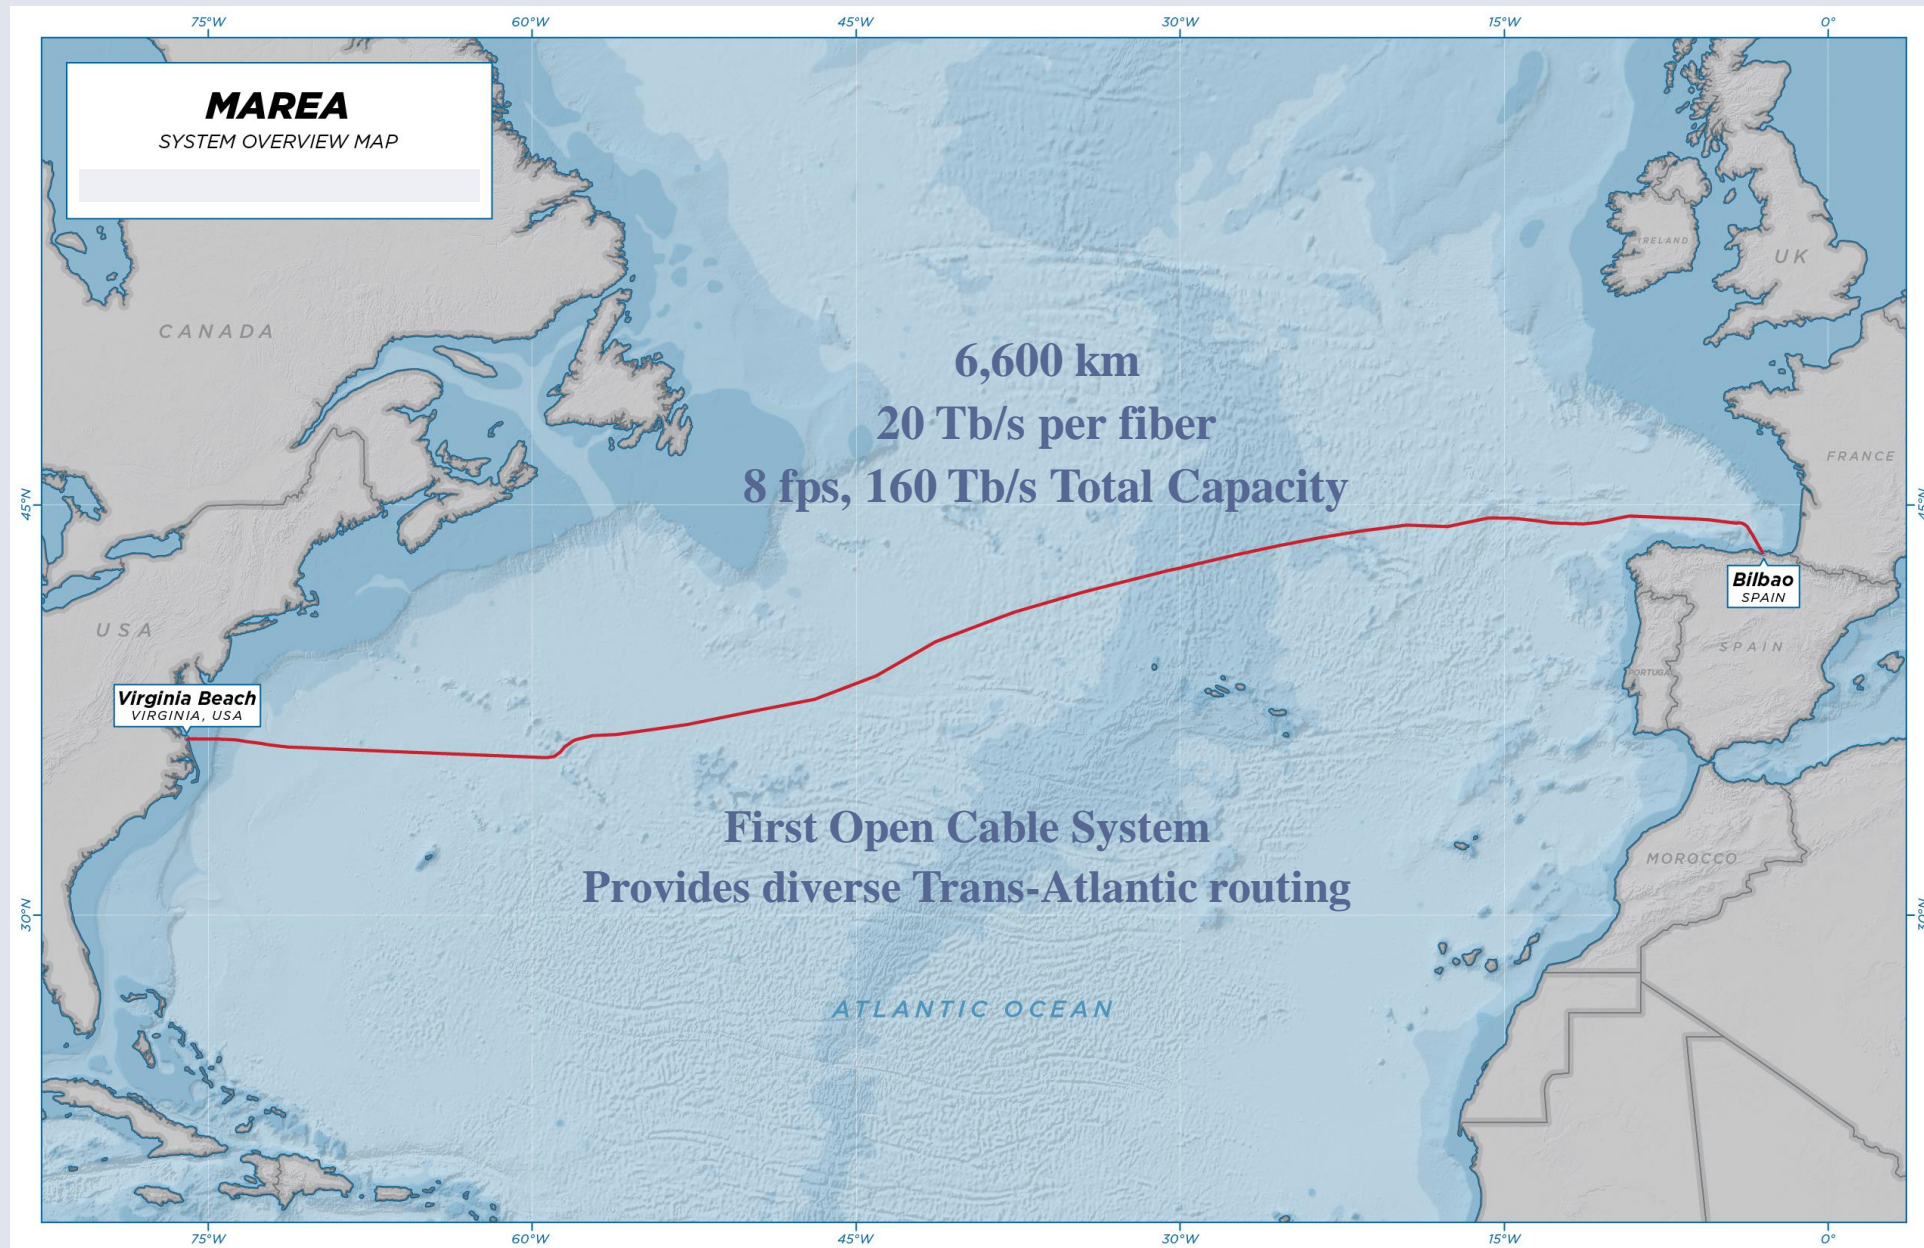 75°W 60°W 45°W 30°W 15°W 0°
MAREA
SYSTEM OVERVIEW MAP
IRELAND
UK
CANADA
6,600 km
20 Tb/s per fiber
8 fps, 160 Tb/s Total Capacity
FRANCE
45°N 45°N
Bilbao
SPAIN
USA
SPAIN
PORTUGAL
Virginia Beach
VIRGINIA, USA
First Open Cable System
Provides diverse Trans-Atlantic routing
MOROCCO
30°N 30°N
ATLANTIC OCEAN
75°W 60°W 45°W 30°W 15°W 0°